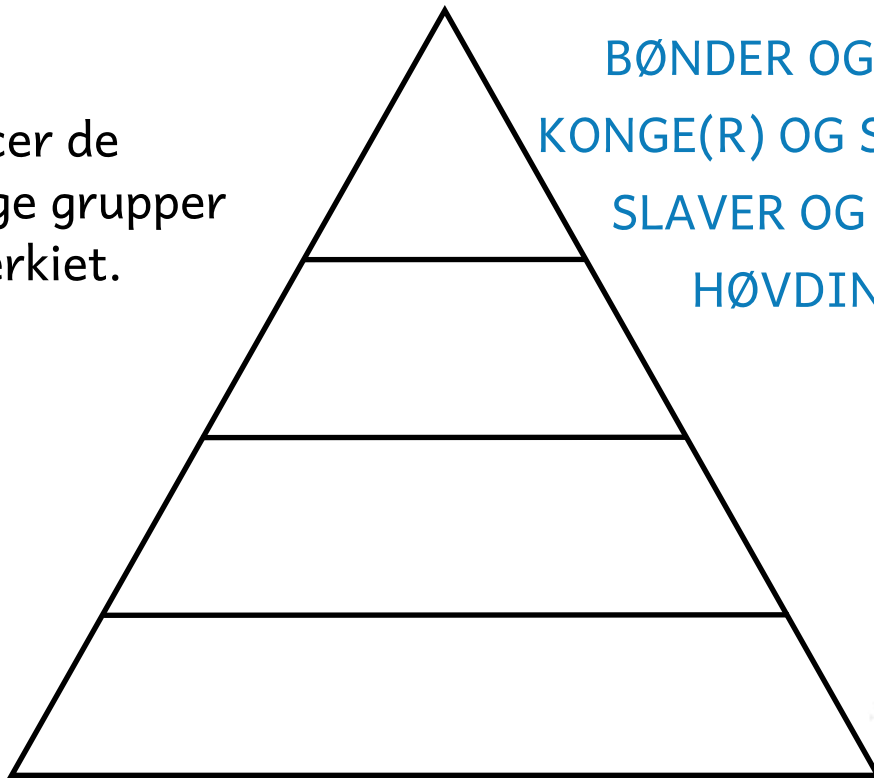 cer de
ge grupper
erkiet.
BØNDER OG
KONGE(R) OG S
SLAVER OG
HØVDIN